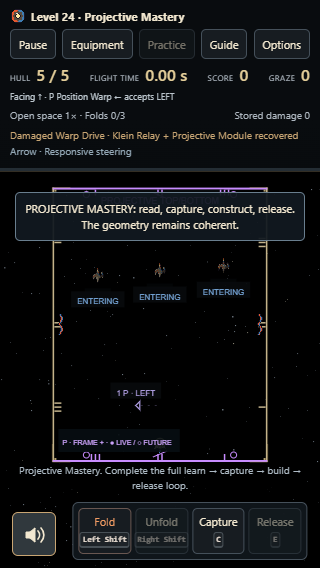 Level 24 · Projective Mastery
Pause Equipment Practice Guide Options
HULL 5 / 5 FLIGHT TIME 0.00 s SCORE 0 GRAZE 0
Facing ↑ · P Position Warp ← accepts LEFT
Open space 1× · Folds 0/3 Stored damage 0
Damaged Warp Drive · Klein Relay + Projective Module recovered
Arrow · Responsive steering
PROJECTIVE MASTERY: read, capture, construct, release.
The geometry remains coherent.
ENTERING ENTERING ENTERING
1 P · LEFT
P · FRAME + · ● LIVE / ○ FUTURE
Projective Mastery. Complete the full learn → capture → build →
release loop.
Fold Unfold Capture Release
Left Shift Right Shift C E